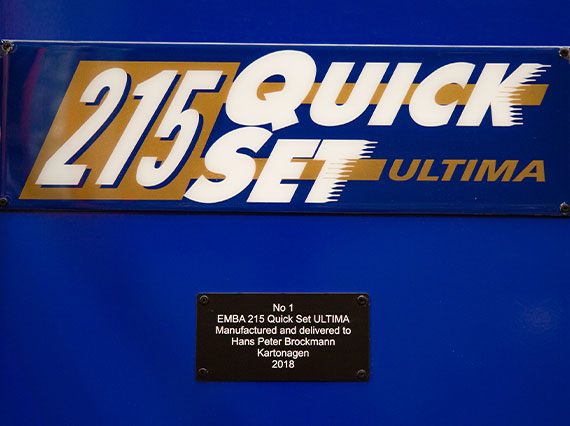 215 QUICK
SET ULTIMA
No 1
EMBA 215 Quick Set ULTIMA
Manufactured and delivered to
Hans Peter Brockmann
Kartonagen
2018